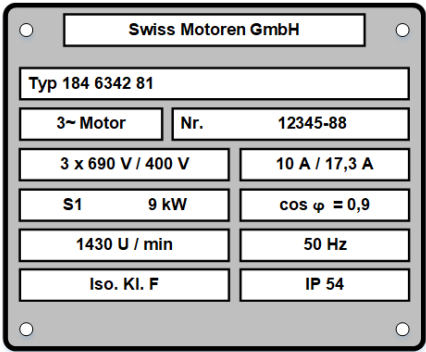 Swiss Motoren GmbH
Typ 184 6342 81
3~ Motor
Nr. 12345-88
3 x 690 V / 400 V
10 A / 17,3 A
S1 9 kW
cos φ = 0,9
1430 U / min
50 Hz
Iso. Kl. F
IP 54